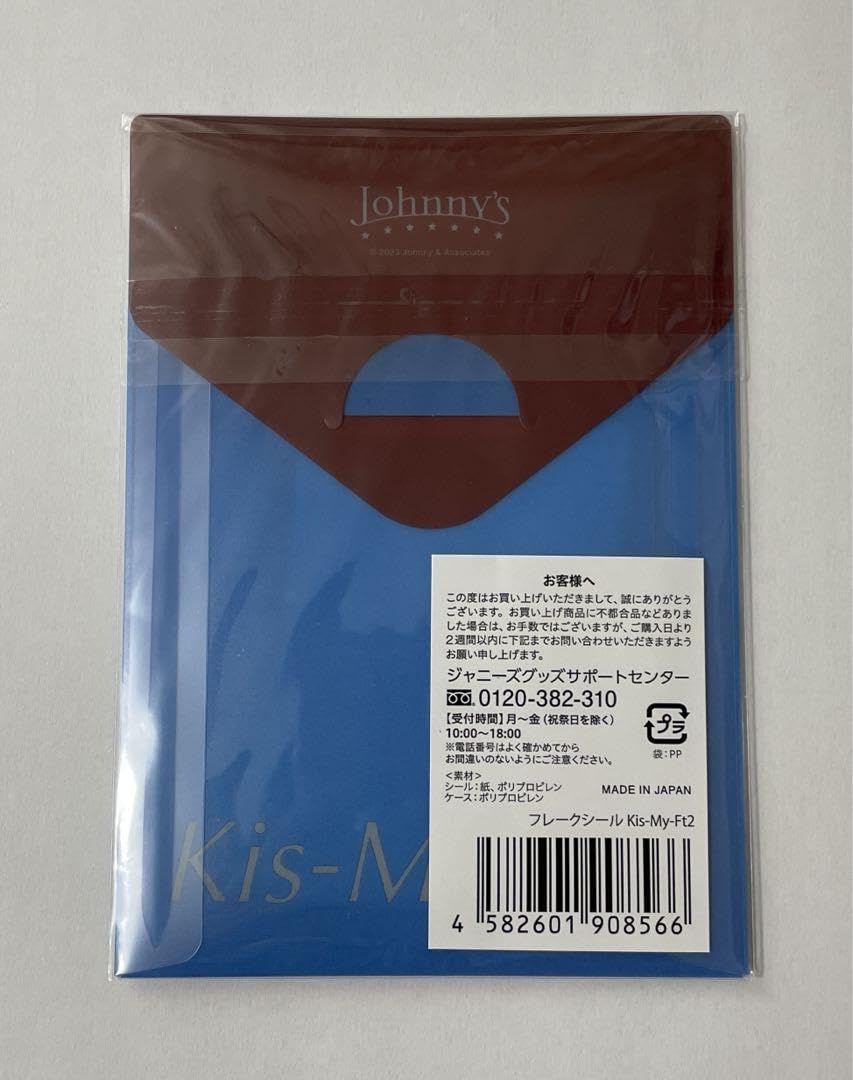 Johnny's
© 2023 Johnny & Associates
お客様へ
この度はお買い上げいただきまして、誠にありがとう
ございます。お買い上げ商品に不都合品などありま
した場合は、お手数ではございますが、ご購入日より
2週間以内に下記までお問い合わせいただきますよう
お願い申し上げます。
ジャニーズグッズサポートセンター
0120-382-310
【受付時間】月〜金（祝祭日を除く）
10:00〜18:00
※電話番号はよく確かめてから
お間違いのないようにご注意ください。
プラ
袋：PP
<素材>
シール：紙、ポリプロピレン
ケース：ポリプロピレン
MADE IN JAPAN
フレークシール Kis-My-Ft2
Kis-M
4 582601 908566